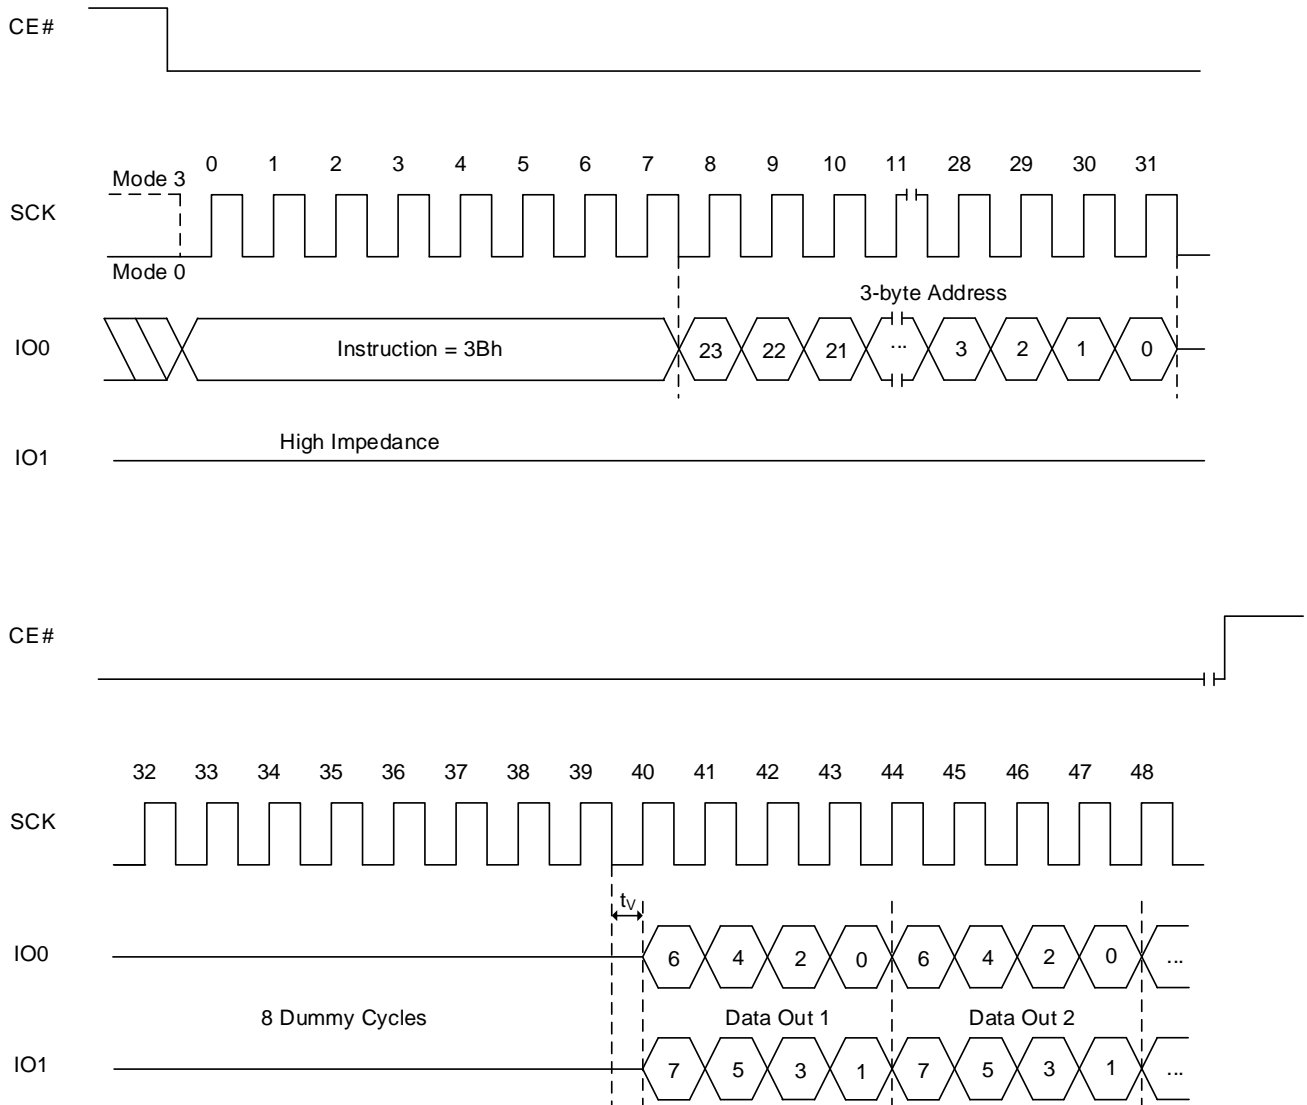 CE#
0 1 2 3 4 5 6 7 8 9 10 11 28 29 30 31
Mode 3
SCK
Mode 0
3-byte Address
IO0 Instruction = 3Bh 23 22 21 ... 3 2 1 0
High Impedance
IO1
CE#
32 33 34 35 36 37 38 39 40 41 42 43 44 45 46 47 48
SCK
tV
IO0 6 4 2 0 6 4 2 0 ...
8 Dummy Cycles Data Out 1 Data Out 2
IO1 7 5 3 1 7 5 3 1 ...